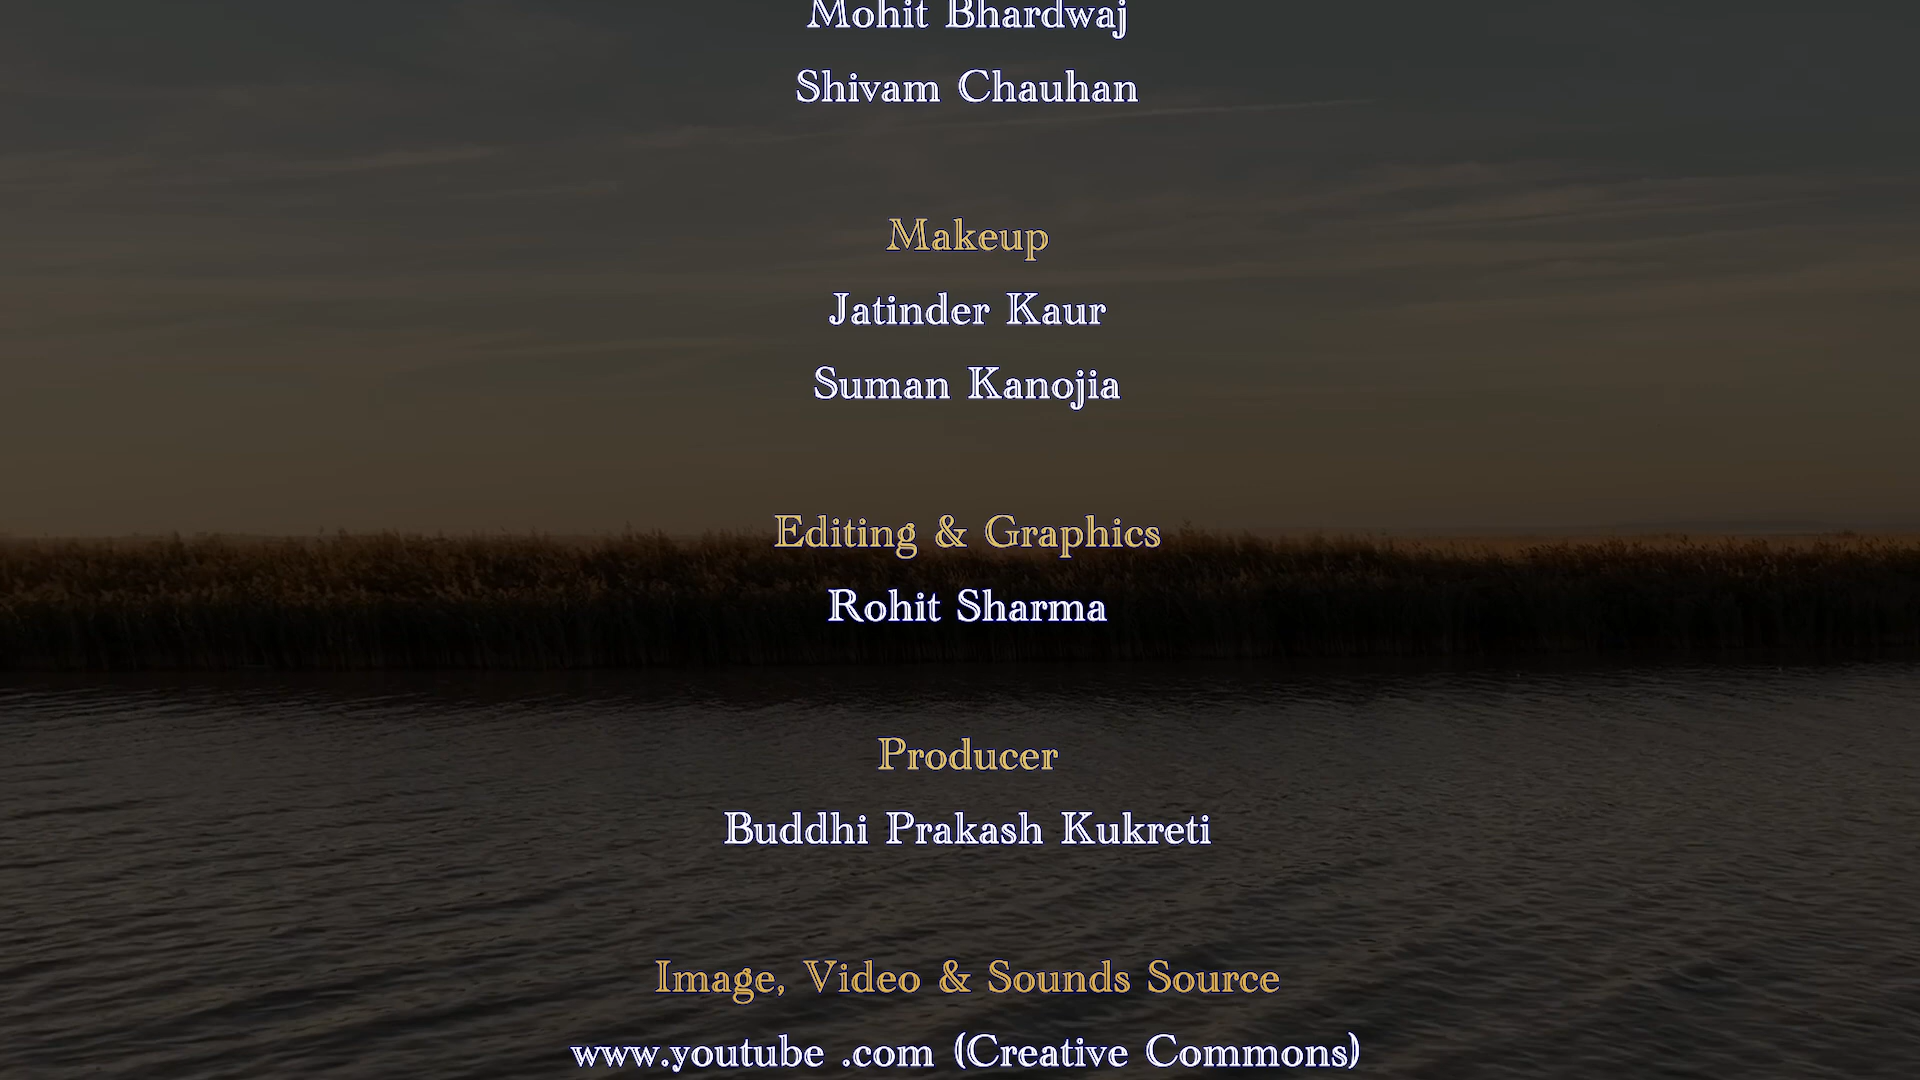 Mohit Bhardwaj
Shivam Chauhan
Makeup
Jatinder Kaur
Suman Kanojia
Editing & Graphics
Rohit Sharma
Producer
Buddhi Prakash Kukreti
Image, Video & Sounds Source
www.youtube .com (Creative Commons)